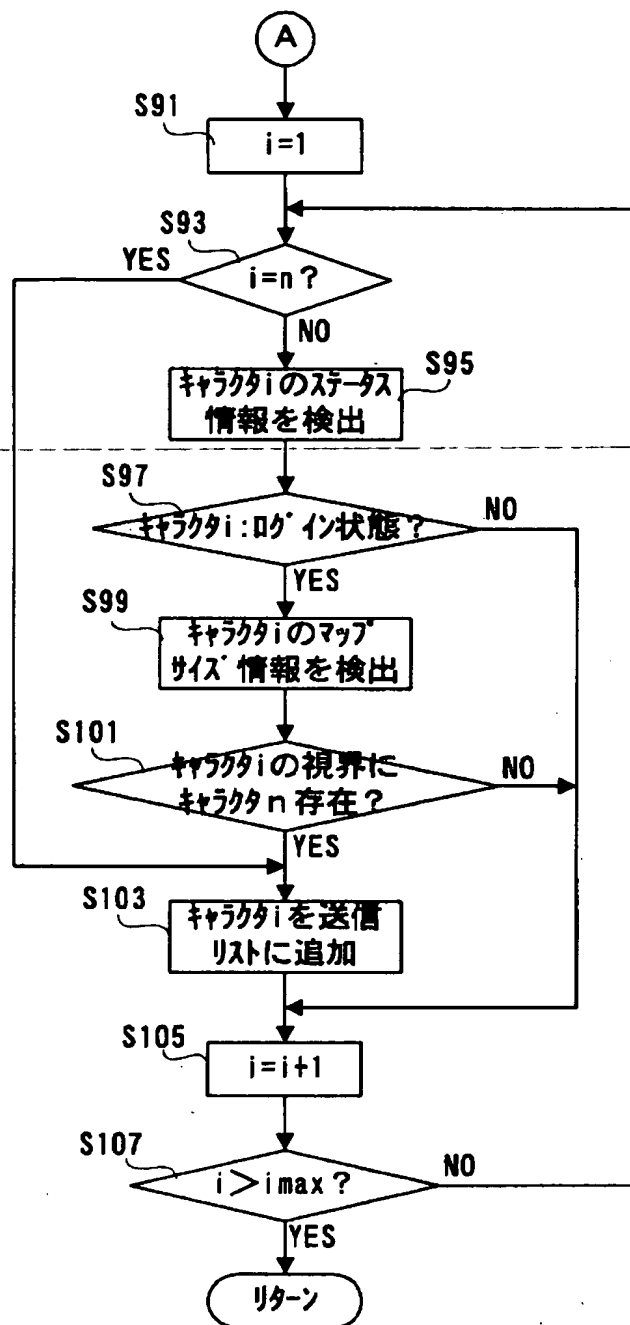 A
S91
i=1
S93
YES
i=n?
NO
S95
キャラクタiのステータス
情報を検出
S97
キャラクタi:ログイン状態?
NO
YES
S99
キャラクタiのマップ
サイズ情報を検出
S101
キャラクタiの視界に
キャラクタn存在?
NO
YES
S103
キャラクタiを送信
リストに追加
S105
i=i+1
S107
i>imax?
NO
YES
リターン